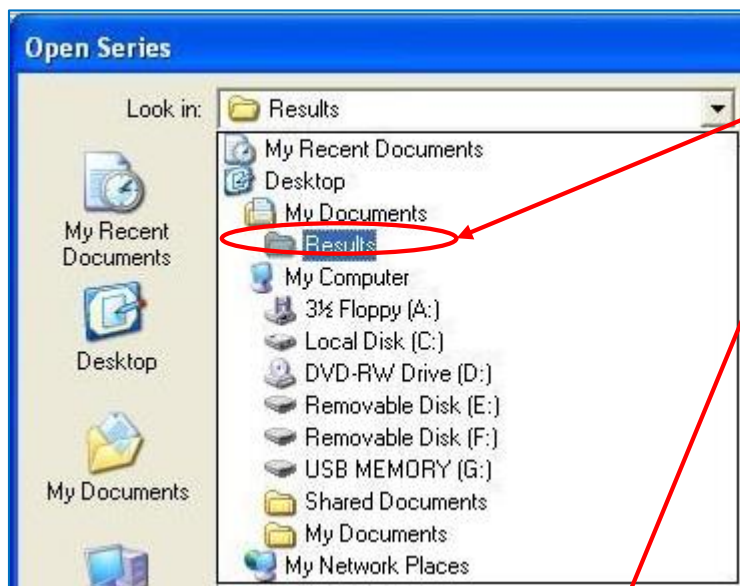 Open Series
Look in: Results
My Recent Documents
Desktop
My Documents
Results
My Computer
3½ Floppy (A:)
Local Disk (C:)
DVD-RW Drive (D:)
Removable Disk (E:)
Removable Disk (F:)
USB MEMORY (G:)
Shared Documents
My Documents
My Network Places
My Recent
Documents
Desktop
My Documents